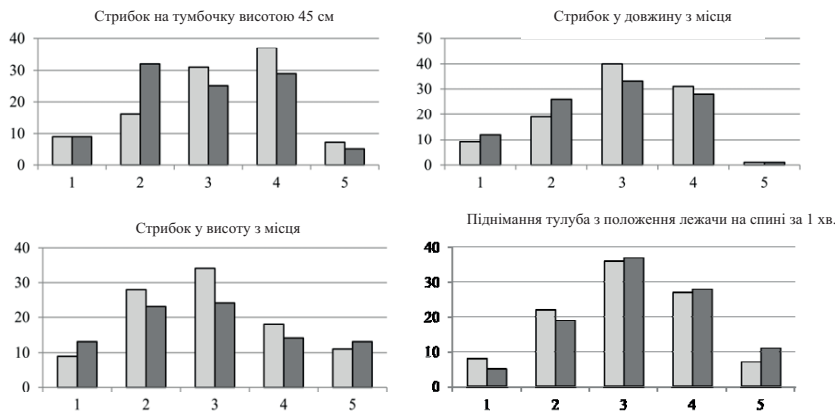 Стрибок на тумбочку висотою 45 см
40
30
20
10
0
1 2 3 4 5
Стрибок у довжину з місця
50
40
30
20
10
0
1 2 3 4 5
Стрибок у висоту з місця
40
30
20
10
0
1 2 3 4 5
Піднімання тулуба з положення лежачи на спині за 1 хв.
40
30
20
10
0
1 2 3 4 5